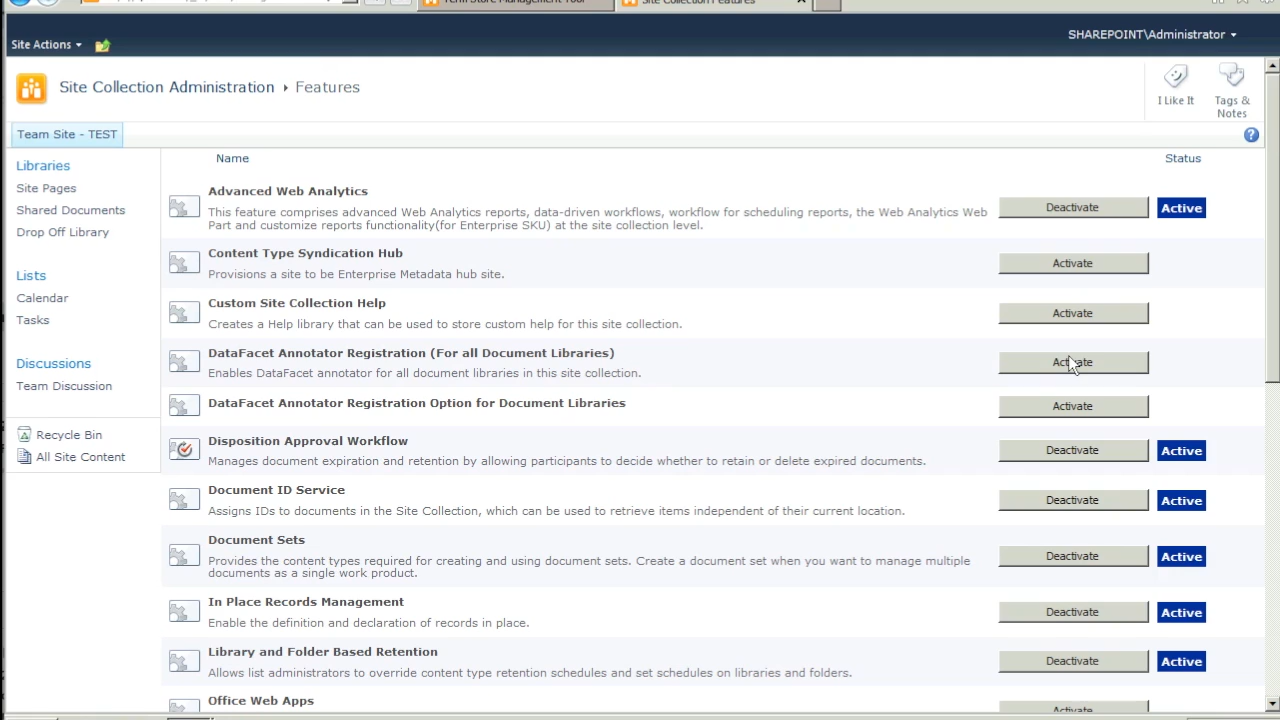 Term Store Management Tool
Site Collection Features
Site Actions
SHAREPOINT\Administrator
Site Collection Administration
Features
I Like It
Tags &
Notes
Team Site - TEST
Libraries
Site Pages
Shared Documents
Drop Off Library
Lists
Calendar
Tasks
Discussions
Team Discussion
Recycle Bin
All Site Content
Name
Status
Advanced Web Analytics
This feature comprises advanced Web Analytics reports, data-driven workflows, workflow for scheduling reports, the Web Analytics Web
Part and customize reports functionality(for Enterprise SKU) at the site collection level.
Deactivate
Active
Content Type Syndication Hub
Provisions a site to be Enterprise Metadata hub site.
Activate
Custom Site Collection Help
Creates a Help library that can be used to store custom help for this site collection.
Activate
DataFacet Annotator Registration (For all Document Libraries)
Enables DataFacet annotator for all document libraries in this site collection.
Activate
DataFacet Annotator Registration Option for Document Libraries
Activate
Disposition Approval Workflow
Manages document expiration and retention by allowing participants to decide whether to retain or delete expired documents.
Deactivate
Active
Document ID Service
Assigns IDs to documents in the Site Collection, which can be used to retrieve items independent of their current location.
Deactivate
Active
Document Sets
Provides the content types required for creating and using document sets. Create a document set when you want to manage multiple
documents as a single work product.
Deactivate
Active
In Place Records Management
Enable the definition and declaration of records in place.
Deactivate
Active
Library and Folder Based Retention
Allows list administrators to override content type retention schedules and set schedules on libraries and folders.
Deactivate
Active
Office Web Apps
Activate